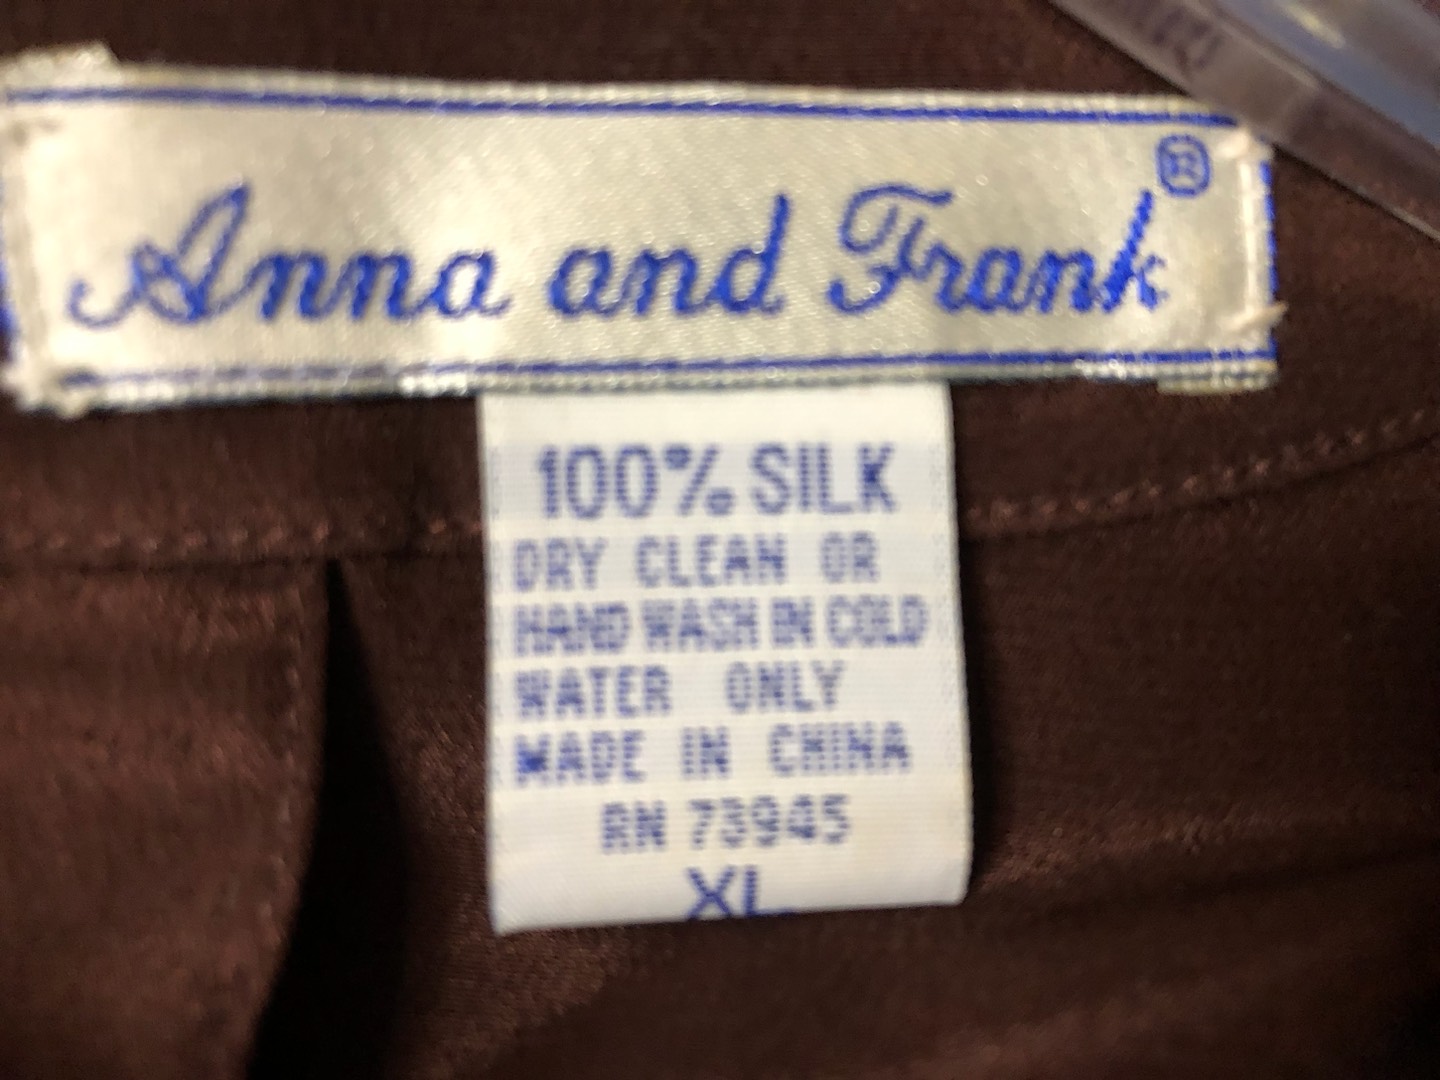 Anna and Frank®
100% SILK
DRY CLEAN OR
HAND WASH IN COLD
WATER ONLY
MADE IN CHINA
RN 73945
XL